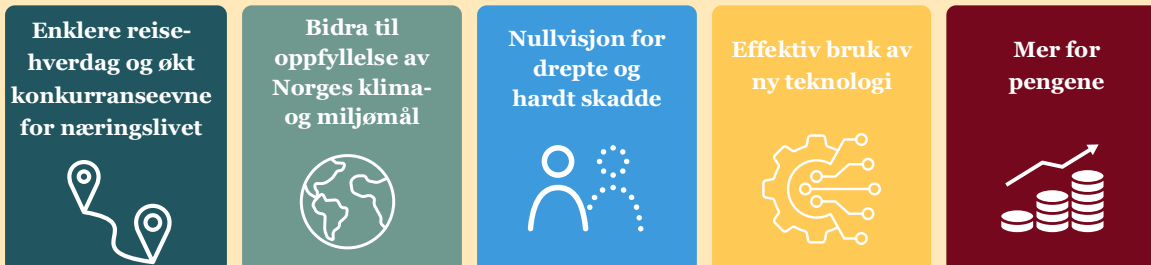 Enklere reise-
hverdag og økt
konkurranseevne
for næringslivet
Bidra til
oppfyllelse av
Norges klima-
og miljømål
Nullvisjon for
drepte og
hardt skadde
Effektiv bruk av
ny teknologi
Mer for
pengene